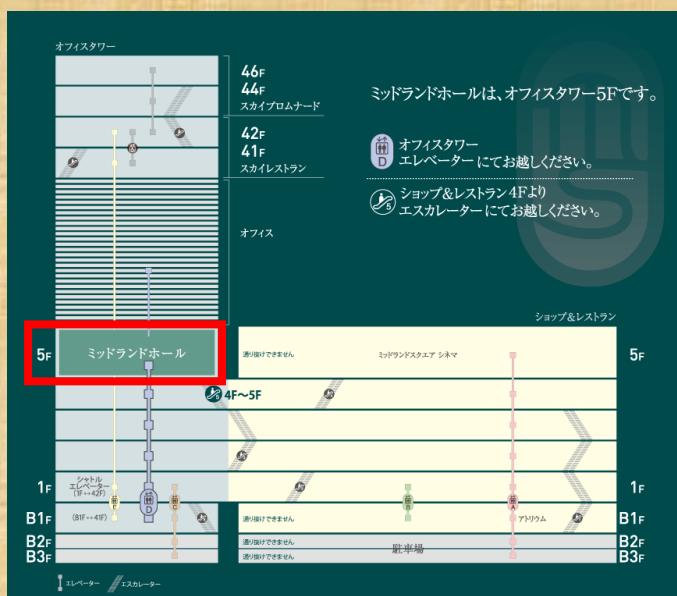 オフィスタワー
46F
44F
スカイプロムナード
42F
41F
スカイレストラン
オフィス
ミッドランドホールは、オフィスタワー5Fです。
D
オフィスタワー
エレベーターにてお越しください。
5
ショップ&レストラン4Fより
エスカレーターにてお越しください。
ショップ&レストラン
5F
ミッドランドホール
通り抜けできません
ミッドランドスクエア シネマ
5F
5
4F〜5F
1F
シャトル
エレベーター
(1F↔42F)
1F
E
D
C
B
A
B1F
(B1F↔41F)
通り抜けできません
アトリウム
B1F
B2F
通り抜けできません
B2F
駐車場
B3F
通り抜けできません
B3F
エレベーター
エスカレーター